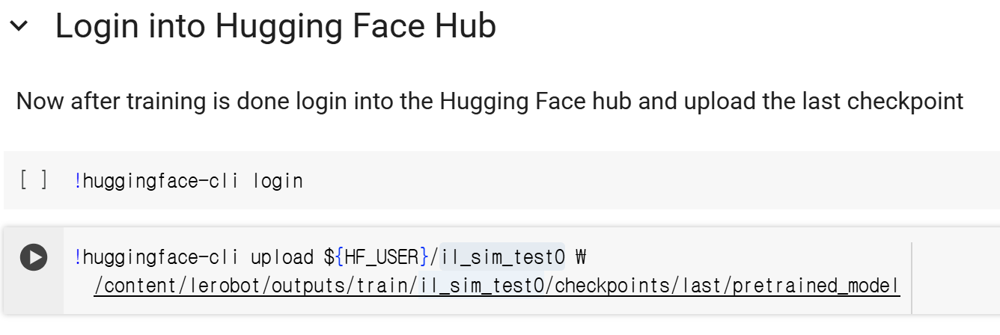 Login into Hugging Face Hub
Now after training is done login into the Hugging Face hub and upload the last checkpoint
[ ] !huggingface-cli login
!huggingface-cli upload ${HF_USER}/il_sim_test0 ₩
/content/lerobot/outputs/train/il_sim_test0/checkpoints/last/pretrained_model